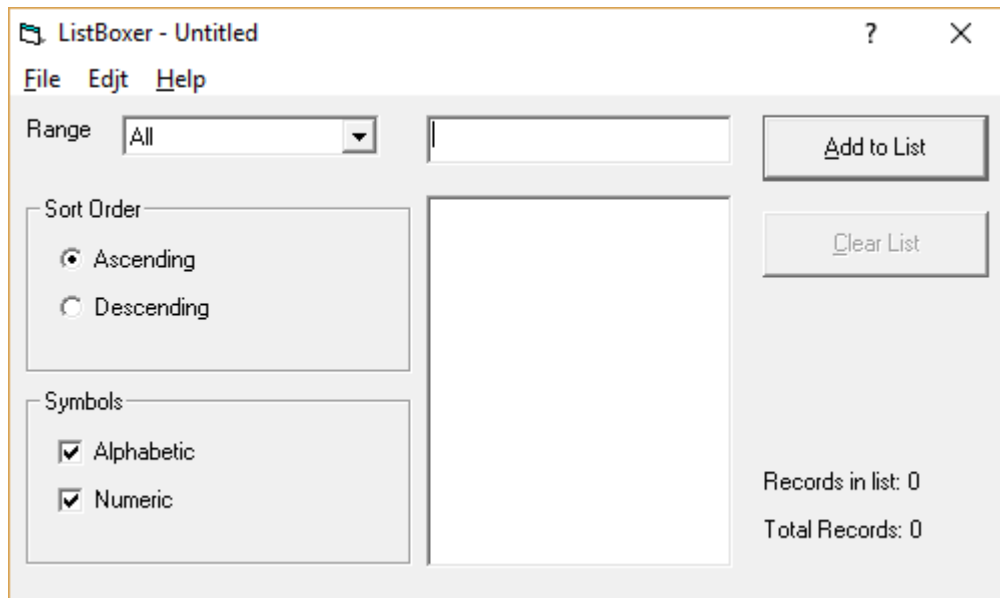 ListBoxer - Untitled
?
File Edjt Help
Range
All
Add to List
Sort Order
Ascending
Descending
Clear List
Symbols
Alphabetic
Numeric
Records in list: 0
Total Records: 0